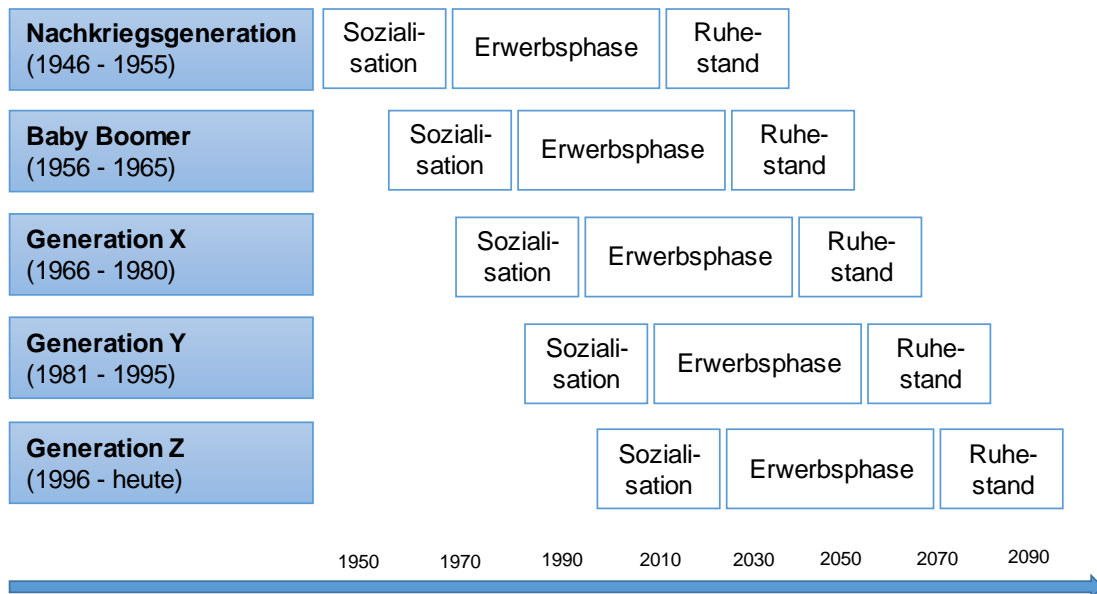 Nachkriegsgeneration
(1946 - 1955)
Soziali-
sation
Erwerbsphase
Ruhe-
stand
Baby Boomer
(1956 - 1965)
Soziali-
sation
Erwerbsphase
Ruhe-
stand
Generation X
(1966 - 1980)
Soziali-
sation
Erwerbsphase
Ruhe-
stand
Generation Y
(1981 - 1995)
Soziali-
sation
Erwerbsphase
Ruhe-
stand
Generation Z
(1996 - heute)
Soziali-
sation
Erwerbsphase
Ruhe-
stand
1950 1970 1990 2010 2030 2050 2070 2090